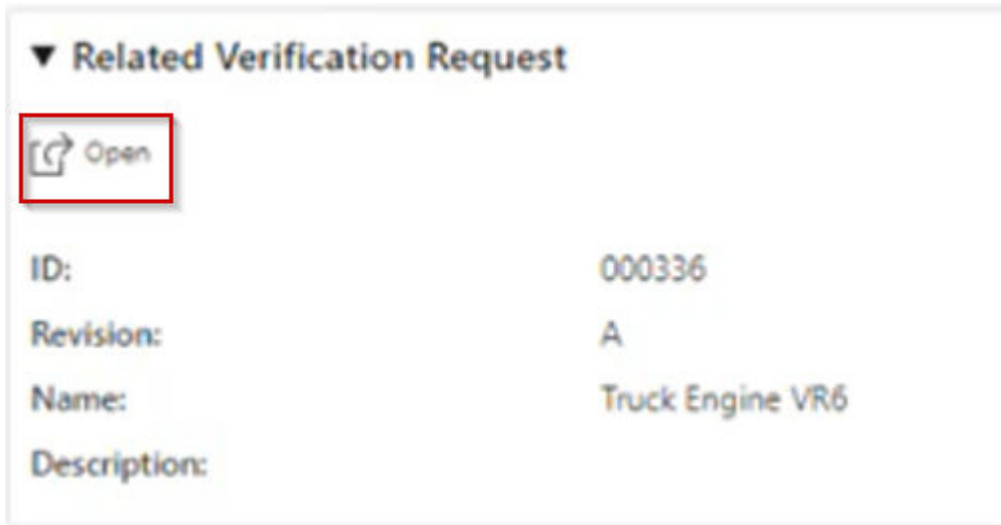 Related Verification Request
Open
ID: 000336
Revision: A
Name: Truck Engine VR6
Description: